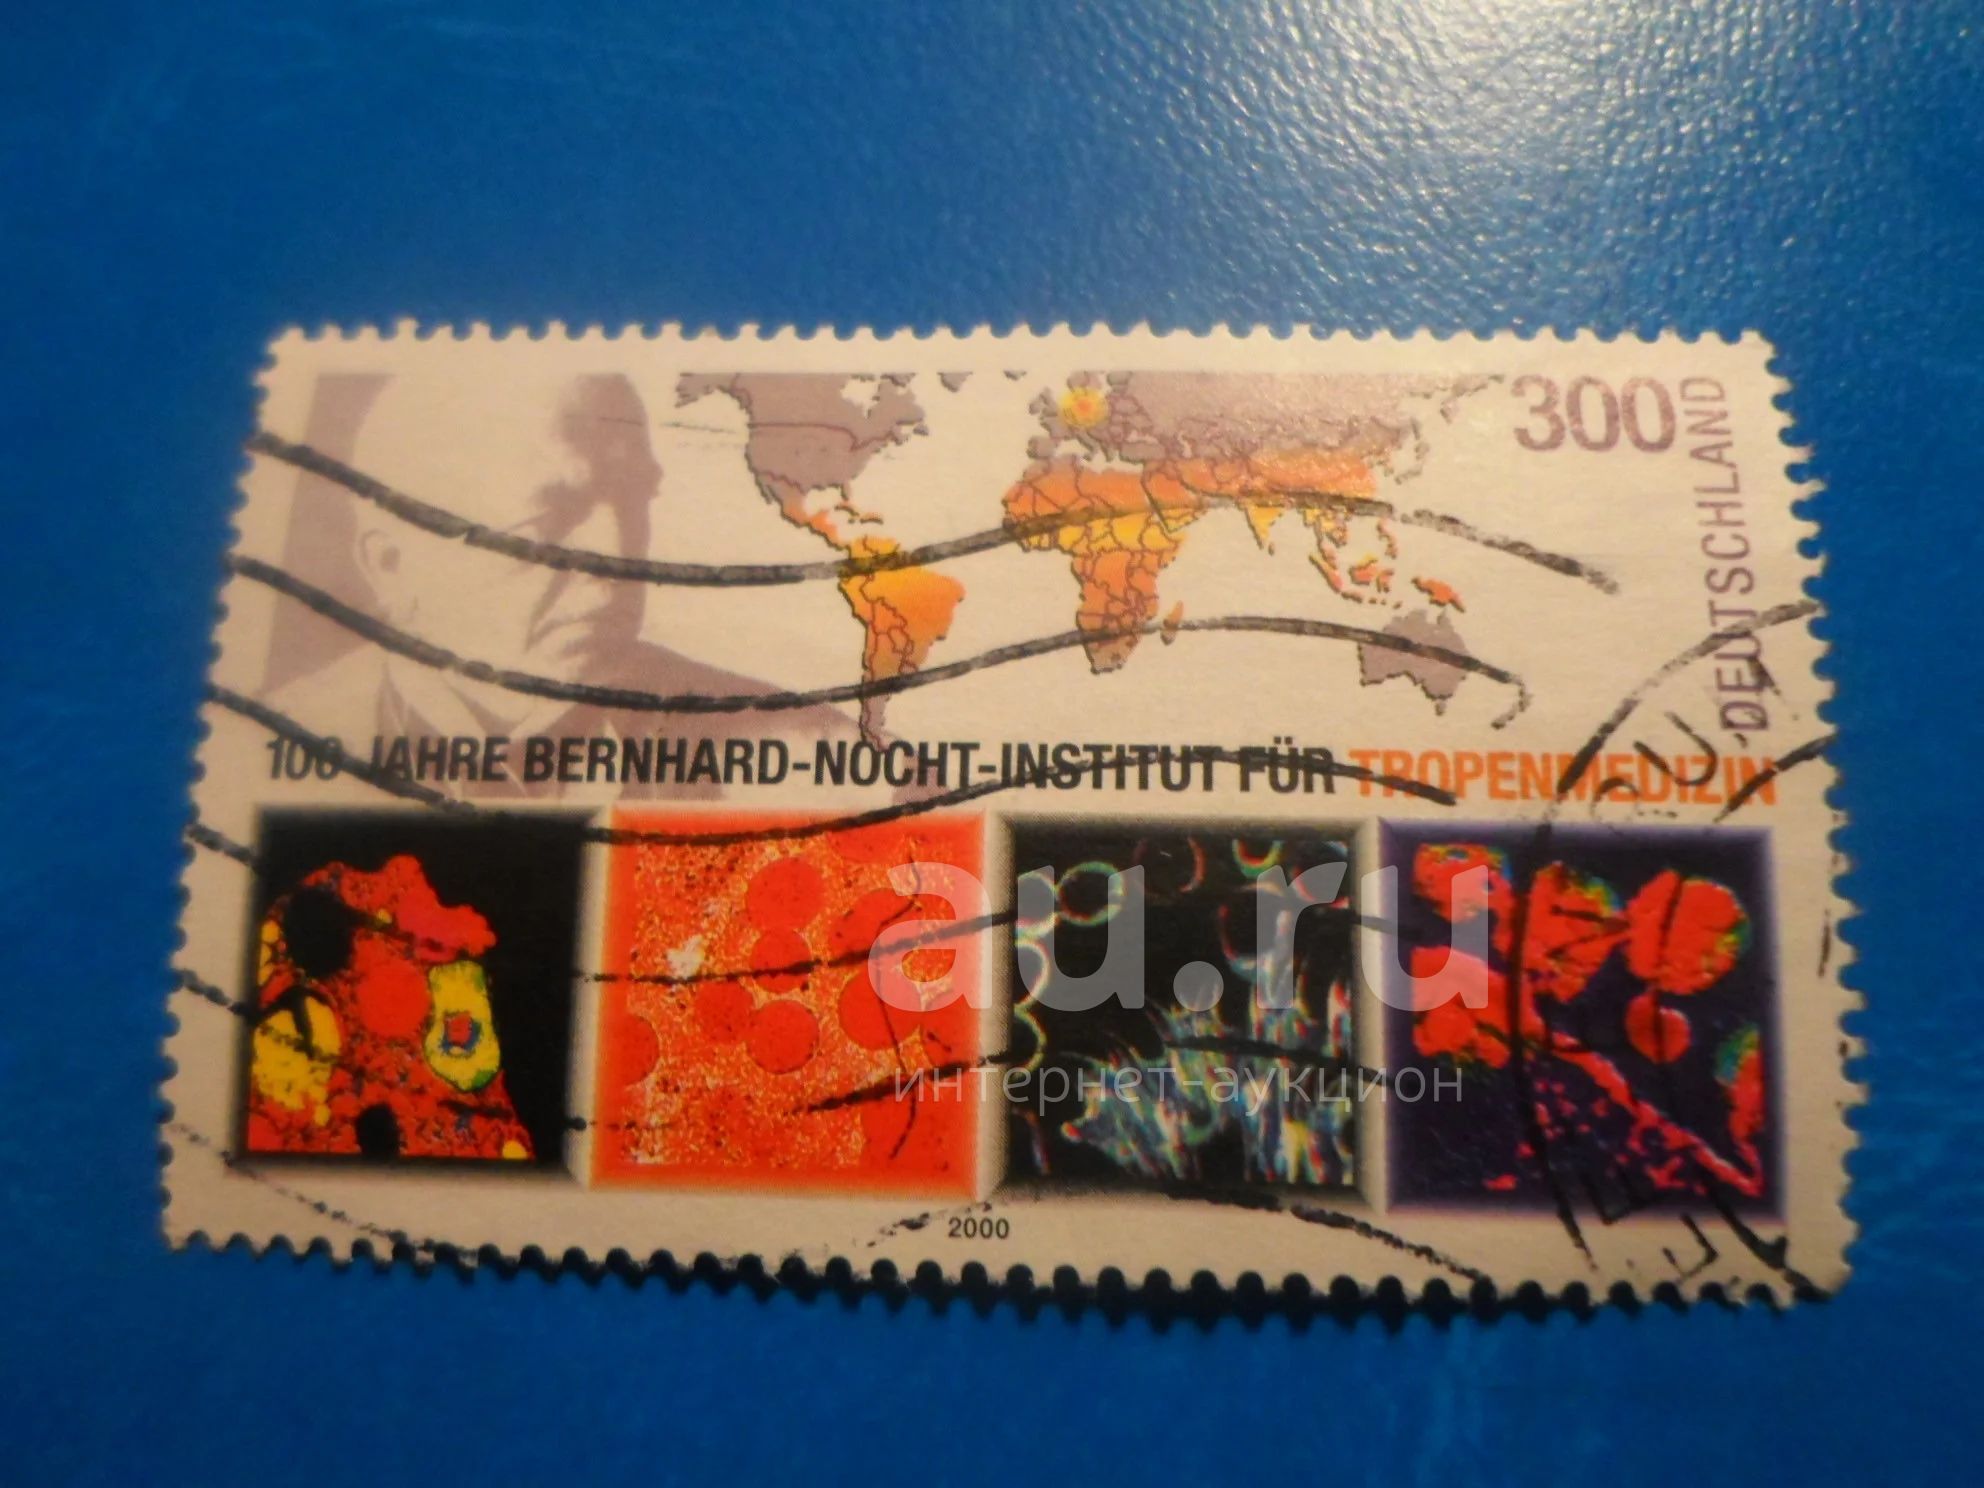 300
DEUTSCHLAND
100 JAHRE BERNHARD-NOCHT-INSTITUT FÜR TROPENMEDIZIN
au.ru
интернет-аукцион
2000